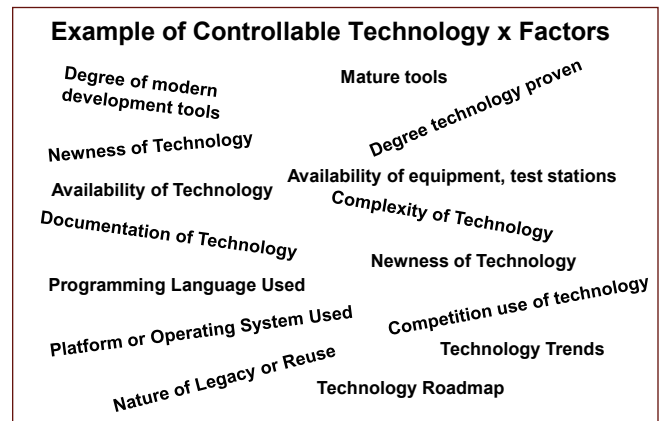 Example of Controllable Technology x Factors
Degree of modern
development tools
Mature tools
Degree technology proven
Newness of Technology
Availability of Technology
Availability of equipment, test stations
Documentation of Technology
Complexity of Technology
Newness of Technology
Programming Language Used
Competition use of technology
Platform or Operating System Used
Technology Trends
Nature of Legacy or Reuse
Technology Roadmap